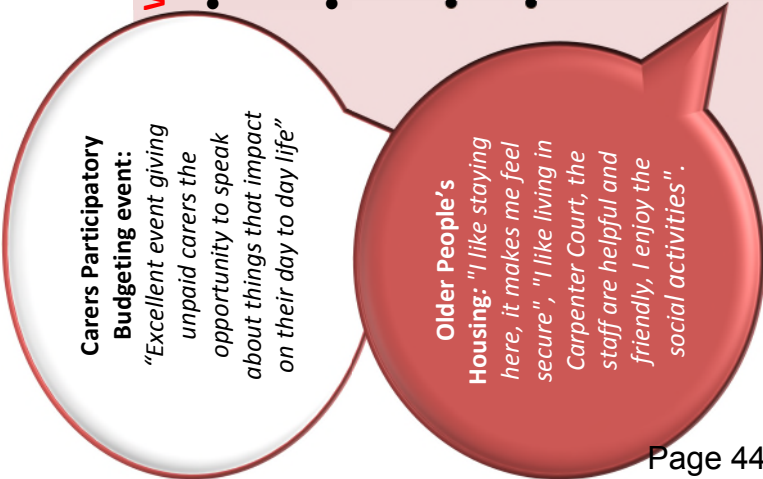 Carers Participatory
Budgeting event:
“Excellent event giving
unpaid carers the
opportunity to speak
about things that impact
on their day to day life”
Older People’s
Housing: "I like staying
here, it makes me feel
secure", "I like living in
Carpenter Court, the
staff are helpful and
friendly, I enjoy the
social activities".
Page 44